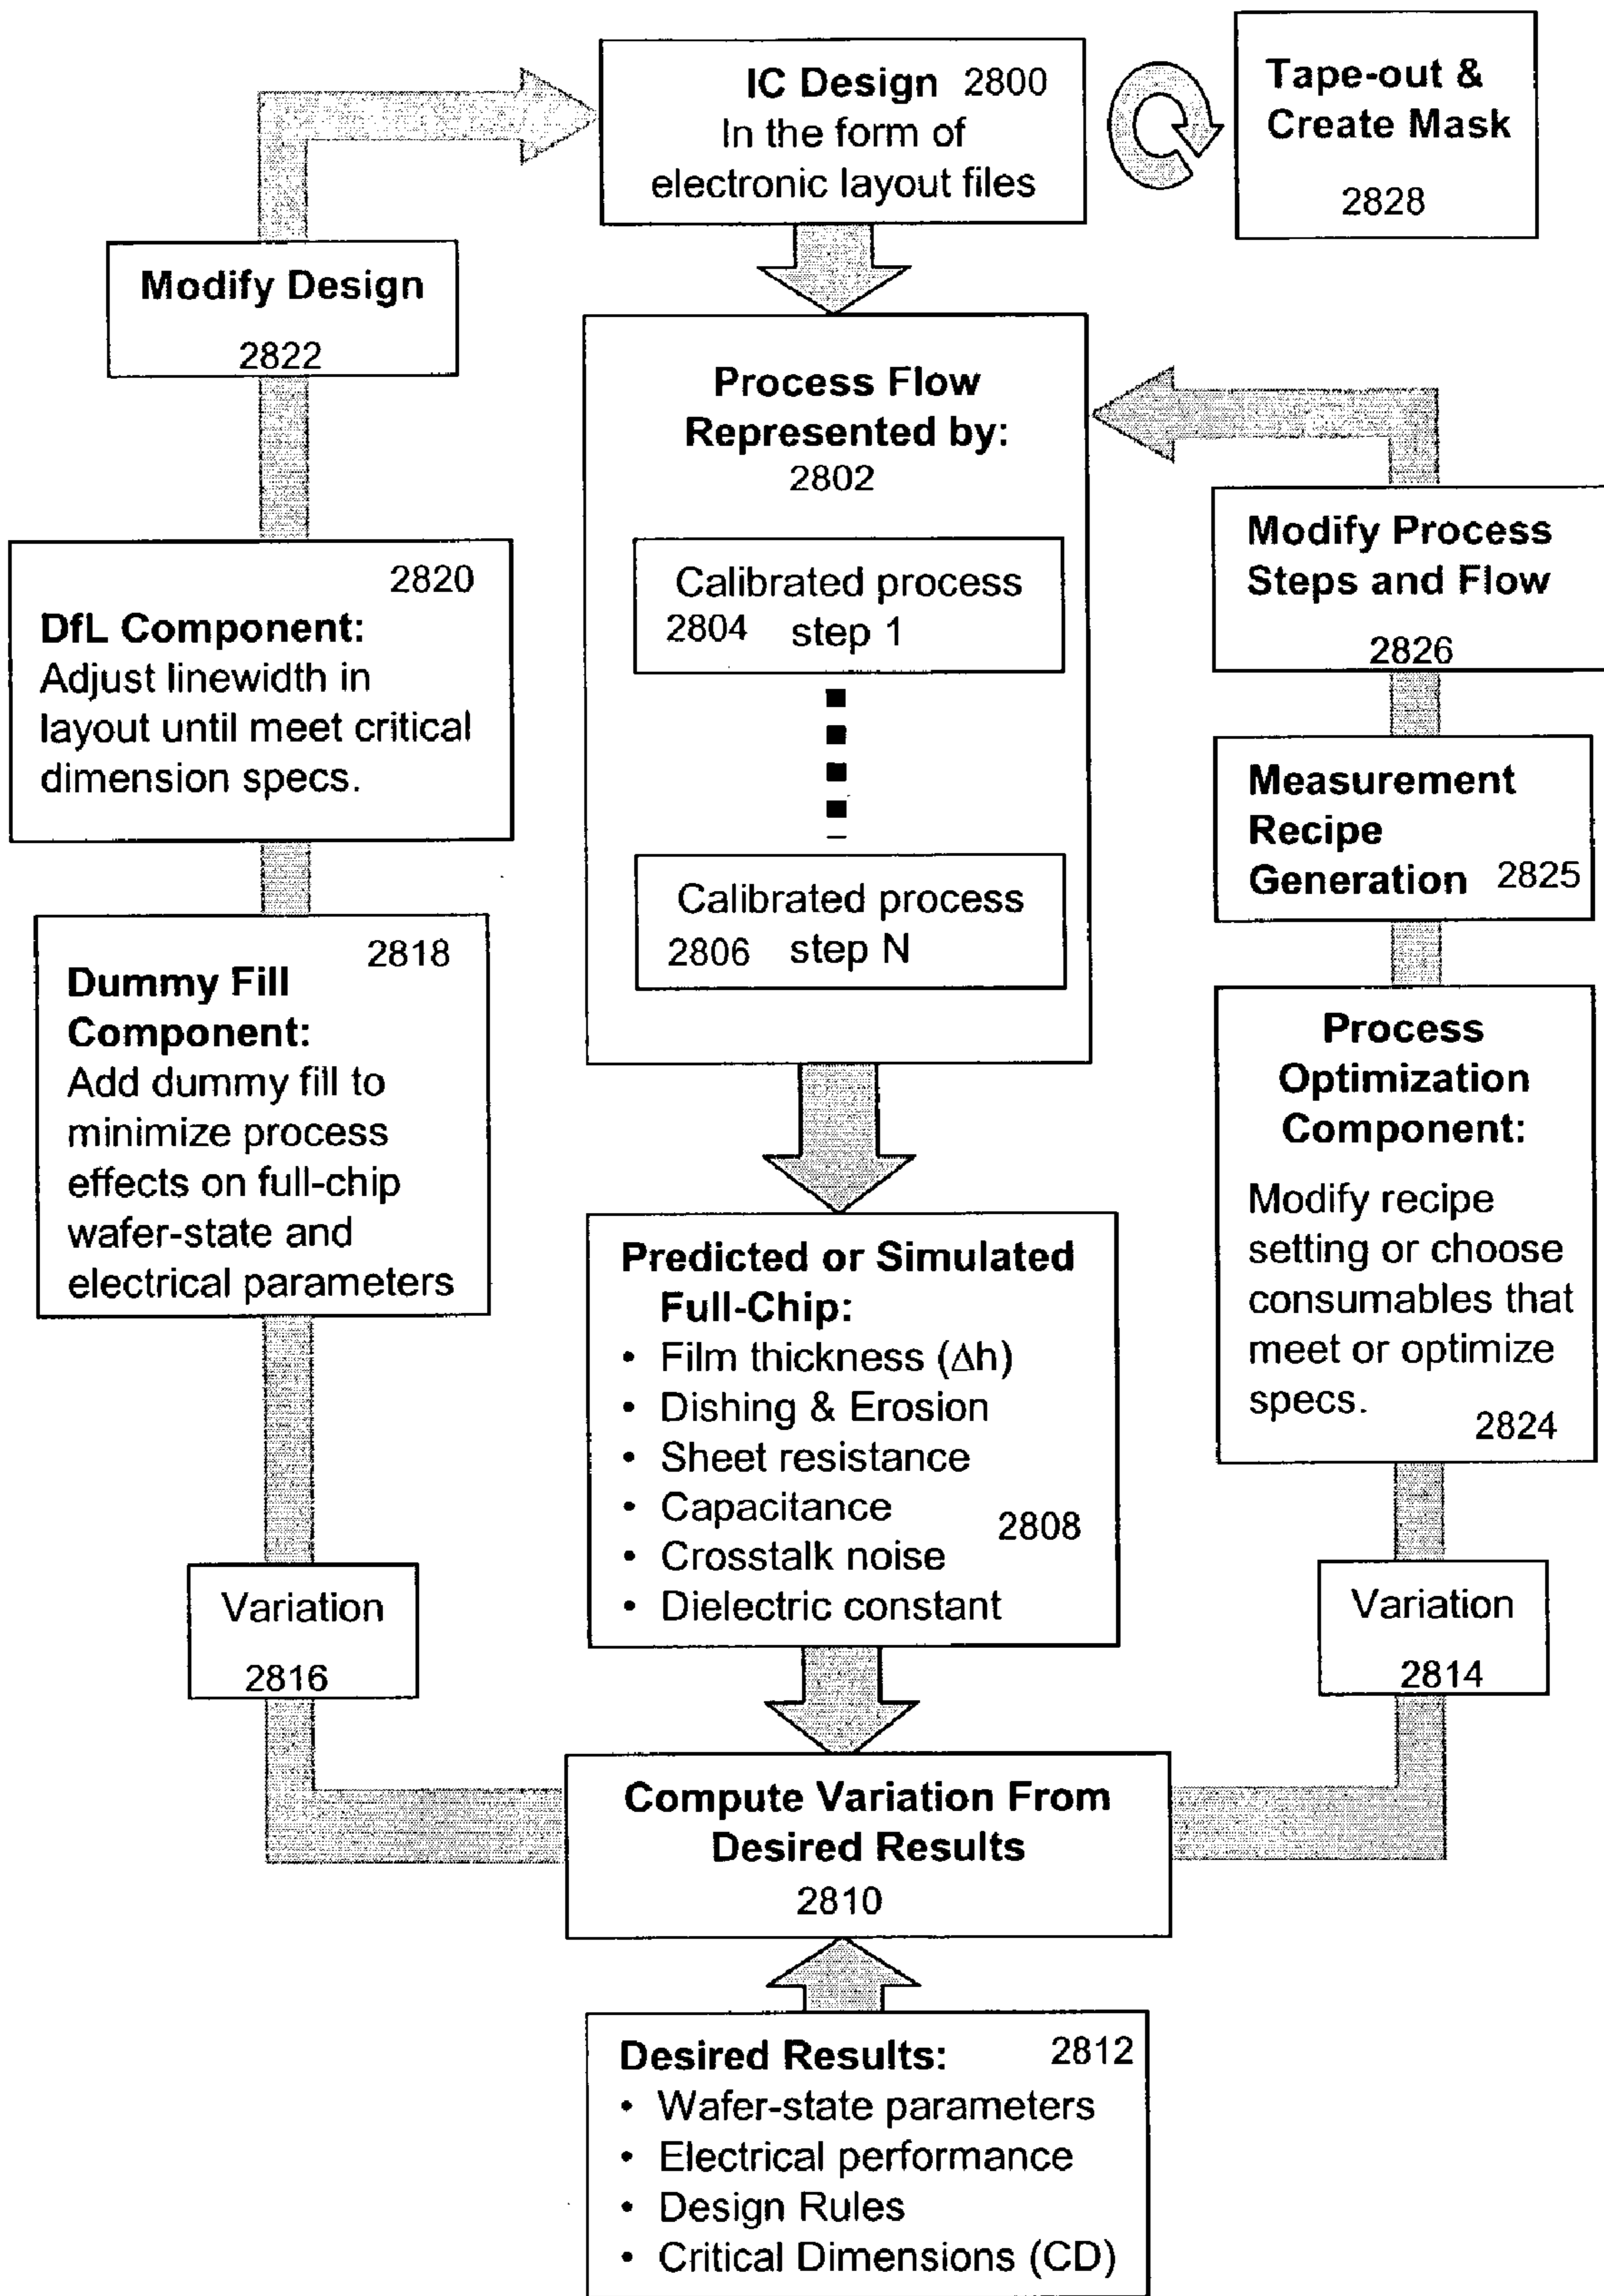 IC Design 2800
In the form of
electronic layout files
Tape-out &
Create Mask
2828
Modify Design
2822
Process Flow
Represented by:
2802
Calibrated process
2804 step 1
Calibrated process
2806 step N
Modify Process
Steps and Flow
2826
2820
DfL Component:
Adjust linewidth in
layout until meet critical
dimension specs.
Measurement
Recipe
Generation 2825
2818
Dummy Fill
Component:
Add dummy fill to
minimize process
effects on full-chip
wafer-state and
electrical parameters
Process
Optimization
Component:
Modify recipe
setting or choose
consumables that
meet or optimize
specs.
2824
Predicted or Simulated
Full-Chip:
• Film thickness (Δh)
• Dishing & Erosion
• Sheet resistance
• Capacitance
2808
• Crosstalk noise
• Dielectric constant
Variation
2816
Variation
2814
Compute Variation From
Desired Results
2810
Desired Results: 2812
• Wafer-state parameters
• Electrical performance
• Design Rules
• Critical Dimensions (CD)